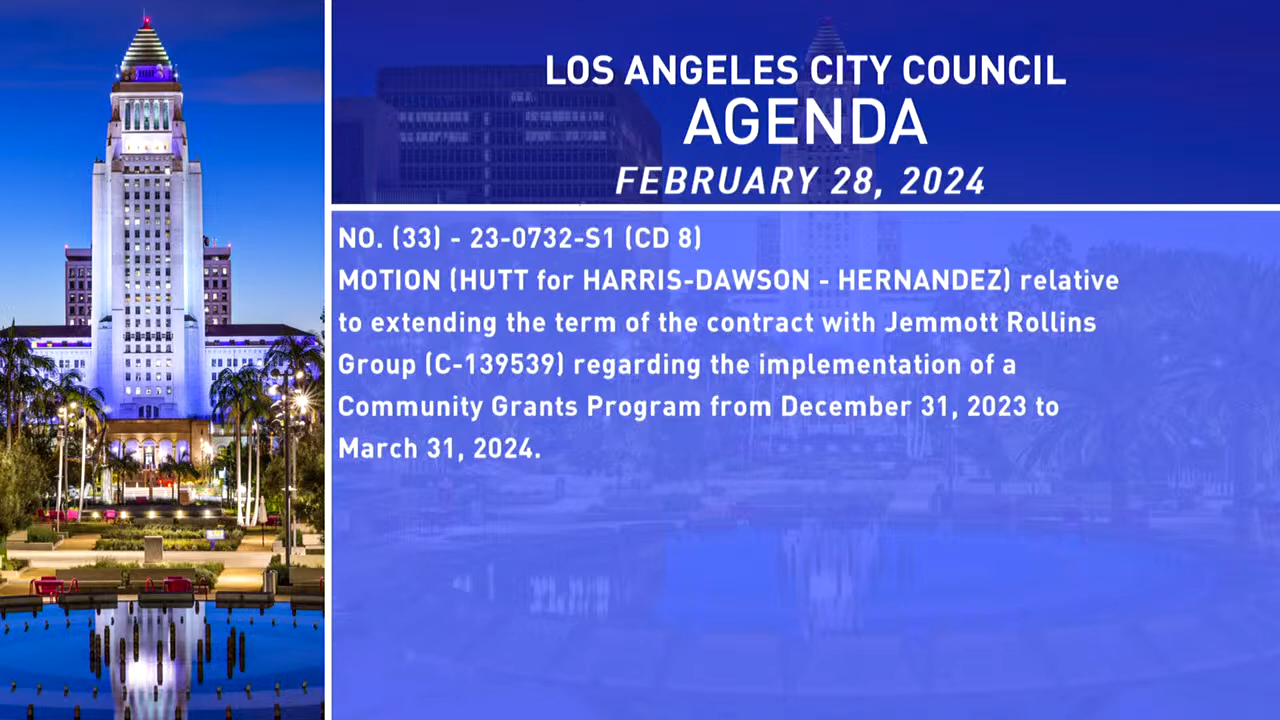 LOS ANGELES CITY COUNCIL
AGENDA
FEBRUARY 28, 2024
NO. (33) - 23-0732-S1 (CD 8)
MOTION (HUTT for HARRIS-DAWSON - HERNANDEZ) relative
to extending the term of the contract with Jemmott Rollins
Group (C-139539) regarding the implementation of a
Community Grants Program from December 31, 2023 to
March 31, 2024.